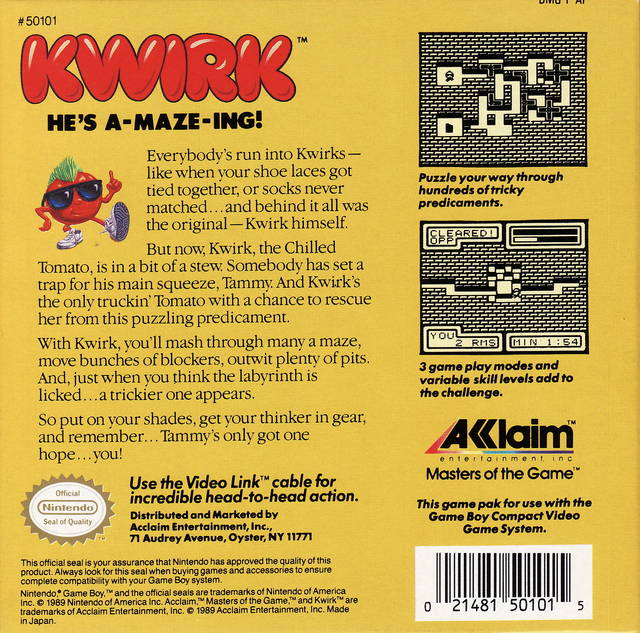 #50101
KWIRK™
HE'S A-MAZE-ING!
Everybody's run into Kwirks—
like when your shoe laces got
tied together, or socks never
matched...and behind it all was
the original—Kwirk himself.
But now, Kwirk, the Chilled
Tomato, is in a bit of a stew. Somebody has set a
trap for his main squeeze, Tammy. And Kwirk's
the only truckin' Tomato with a chance to rescue
her from this puzzling predicament.
With Kwirk, you'll mash through many a maze,
move bunches of blockers, outwit plenty of pits.
And, just when you think the labyrinth is
licked...a trickier one appears.
So put on your shades, get your thinker in gear,
and remember...Tammy's only got one
hope...you!
Official
Nintendo
Seal of Quality
™
Use the Video Link™ cable for
incredible head-to-head action.
Distributed and Marketed by
Acclaim Entertainment, Inc.,
71 Audrey Avenue, Oyster, NY 11771
This official seal is your assurance that Nintendo has approved the quality of this
product. Always look for this seal when buying games and accessories to ensure
complete compatibility with your Game Boy system.
Nintendo,® Game Boy,™ and the official seals are trademarks of Nintendo of America
Inc. © 1989 Nintendo of America Inc. Acclaim,™ Masters of the Game,™ and Kwirk™ are
trademarks of Acclaim Entertainment, Inc. © 1989 Acclaim Entertainment, Inc. Made
in Japan.
Puzzle your way through
hundreds of tricky
predicaments.
CLEARED!
OPP
YOU
2 RMS
MIN 1:54
3 game play modes and
variable skill levels add to
the challenge.
AKlaim™
entertainment, inc.
Masters of the Game™
This game pak for use with the
Game Boy Compact Video
Game System.
0 21481 50101 5